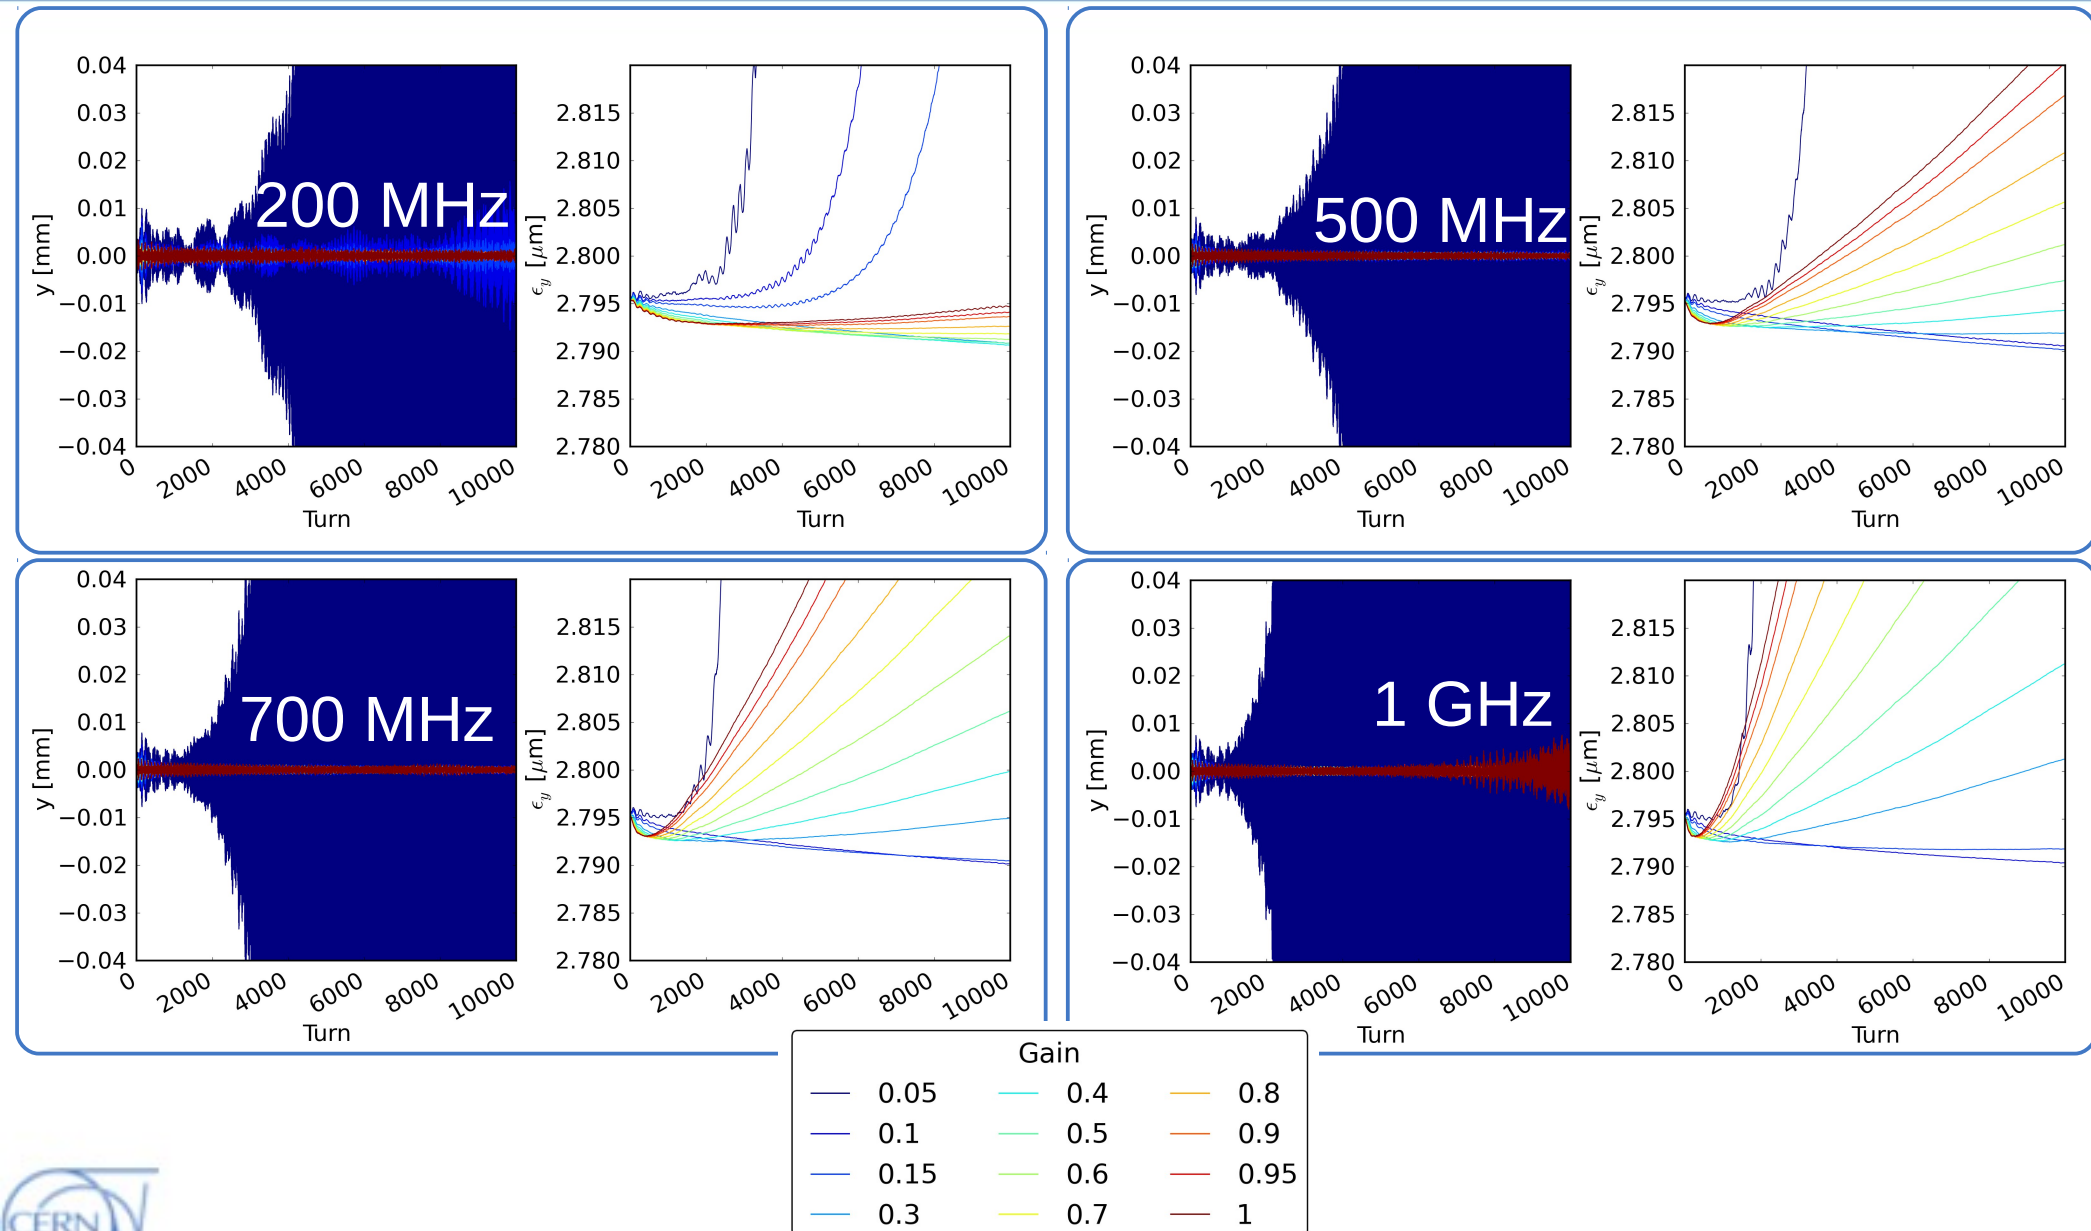 0.04
0.03
0.02
0.01
0.00
−0.01
−0.02
−0.03
−0.04
y [mm]
0 2000 4000 6000 8000 10000
Turn
200 MHz
2.815
2.810
2.805
2.800
2.795
2.790
2.785
2.780
ϵy [μm]
0 2000 4000 6000 8000 10000
Turn
0.04
0.03
0.02
0.01
0.00
−0.01
−0.02
−0.03
−0.04
y [mm]
0 2000 4000 6000 8000 10000
Turn
500 MHz
2.815
2.810
2.805
2.800
2.795
2.790
2.785
2.780
ϵy [μm]
0 2000 4000 6000 8000 10000
Turn
0.04
0.03
0.02
0.01
0.00
−0.01
−0.02
−0.03
−0.04
y [mm]
0 2000 4000 6000 8000 10000
Turn
700 MHz
2.815
2.810
2.805
2.800
2.795
2.790
2.785
2.780
ϵy [μm]
0 2000 4000 6000 8000 10000
0.04
0.03
0.02
0.01
0.00
−0.01
−0.02
−0.03
−0.04
y [mm]
0 2000 4000 6000 8000 10000
Turn
1 GHz
2.815
2.810
2.805
2.800
2.795
2.790
2.785
2.780
ϵy [μm]
0 2000 4000 6000 8000 10000
Turn
Gain
0.05 0.4 0.8
0.1 0.5 0.9
0.15 0.6 0.95
0.3 0.7 1
CERN